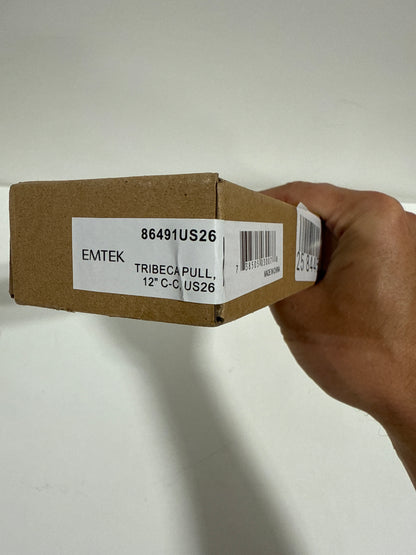 86491US26
EMTEK
TRIBECA PULL,
12" C-C, US26
MADE IN CHINA